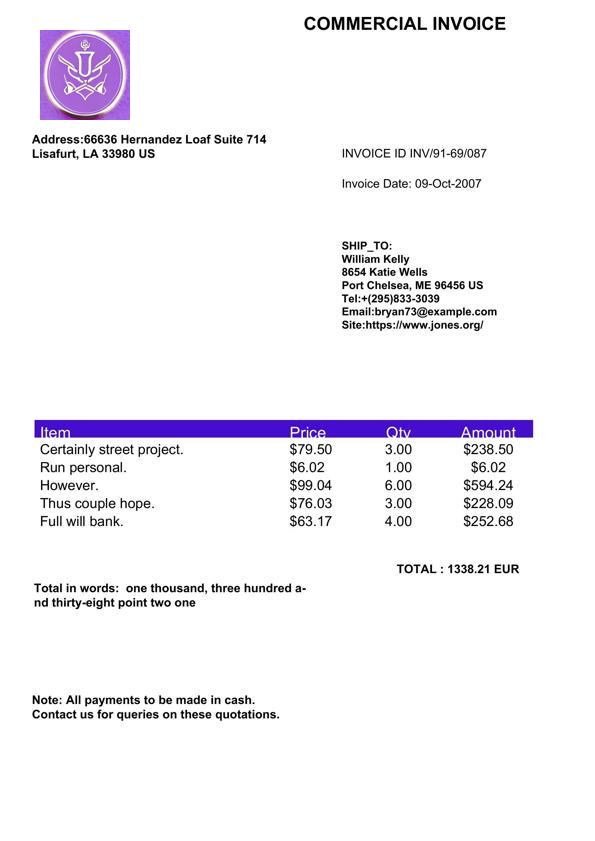 COMMERCIAL INVOICE
Address:66636 Hernandez Loaf Suite 714
Lisafurt, LA 33980 US
INVOICE ID INV/91-69/087
Invoice Date: 09-Oct-2007
SHIP_TO:
William Kelly
8654 Katie Wells
Port Chelsea, ME 96456 US
Tel:+(295)833-3039
Email:bryan73@example.com
Site:https://www.jones.org/
Item Price Qty Amount
Certainly street project. $79.50 3.00 $238.50
Run personal. $6.02 1.00 $6.02
However. $99.04 6.00 $594.24
Thus couple hope. $76.03 3.00 $228.09
Full will bank. $63.17 4.00 $252.68
TOTAL : 1338.21 EUR
Total in words:  one thousand, three hundred a-
nd thirty-eight point two one
Note: All payments to be made in cash.
Contact us for queries on these quotations.